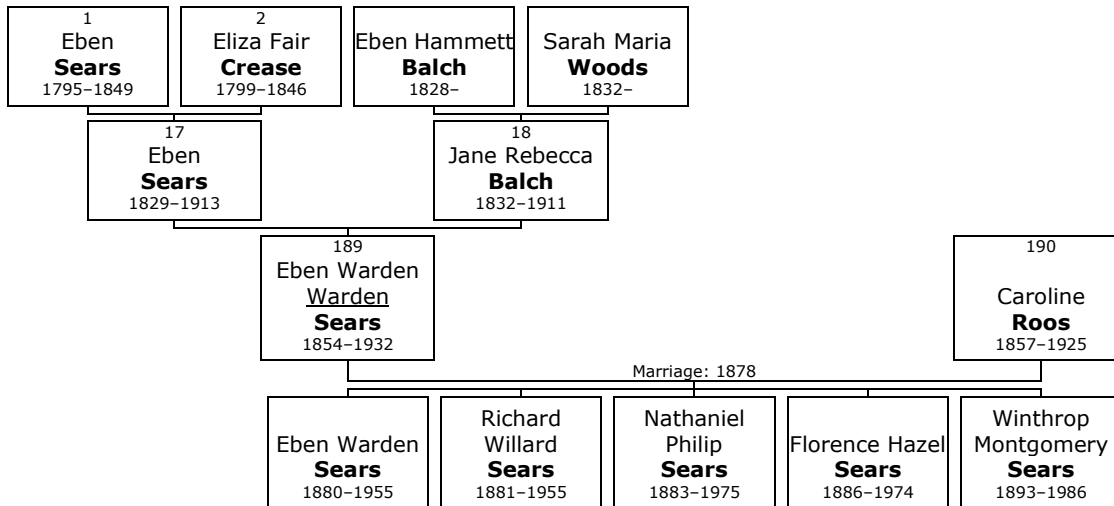 1
Eben
Sears
1795–1849
2
Eliza Fair
Crease
1799–1846
Eben Hammett
Balch
1828–
Sarah Maria
Woods
1832–
17
Eben
Sears
1829–1913
18
Jane Rebecca
Balch
1832–1911
189
Eben Warden
Warden
Sears
1854–1932
190
Caroline
Roos
1857–1925
Marriage: 1878
Eben Warden
Sears
1880–1955
Richard
Willard
Sears
1881–1955
Nathaniel
Philip
Sears
1883–1975
Florence Hazel
Sears
1886–1974
Winthrop
Montgomery
Sears
1893–1986